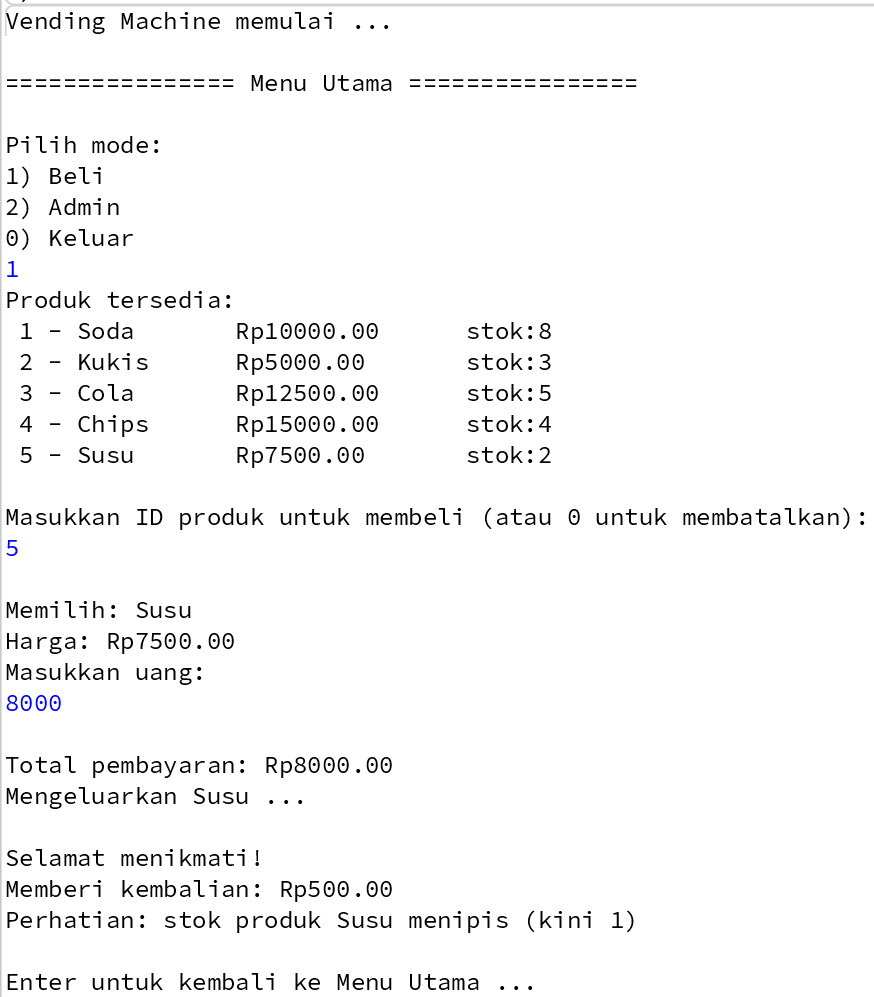 Vending Machine memulai ...
================ Menu Utama ================
Pilih mode:
1) Beli
2) Admin
0) Keluar
1
Produk tersedia:
1 - Soda Rp10000.00 stok:8
2 - Kukis Rp5000.00 stok:3
3 - Cola Rp12500.00 stok:5
4 - Chips Rp15000.00 stok:4
5 - Susu Rp7500.00 stok:2
Masukkan ID produk untuk membeli (atau 0 untuk membatalkan):
5
Memilih: Susu
Harga: Rp7500.00
Masukkan uang:
8000
Total pembayaran: Rp8000.00
Mengeluarkan Susu ...
Selamat menikmati!
Memberi kembalian: Rp500.00
Perhatian: stok produk Susu menipis (kini 1)
Enter untuk kembali ke Menu Utama ...